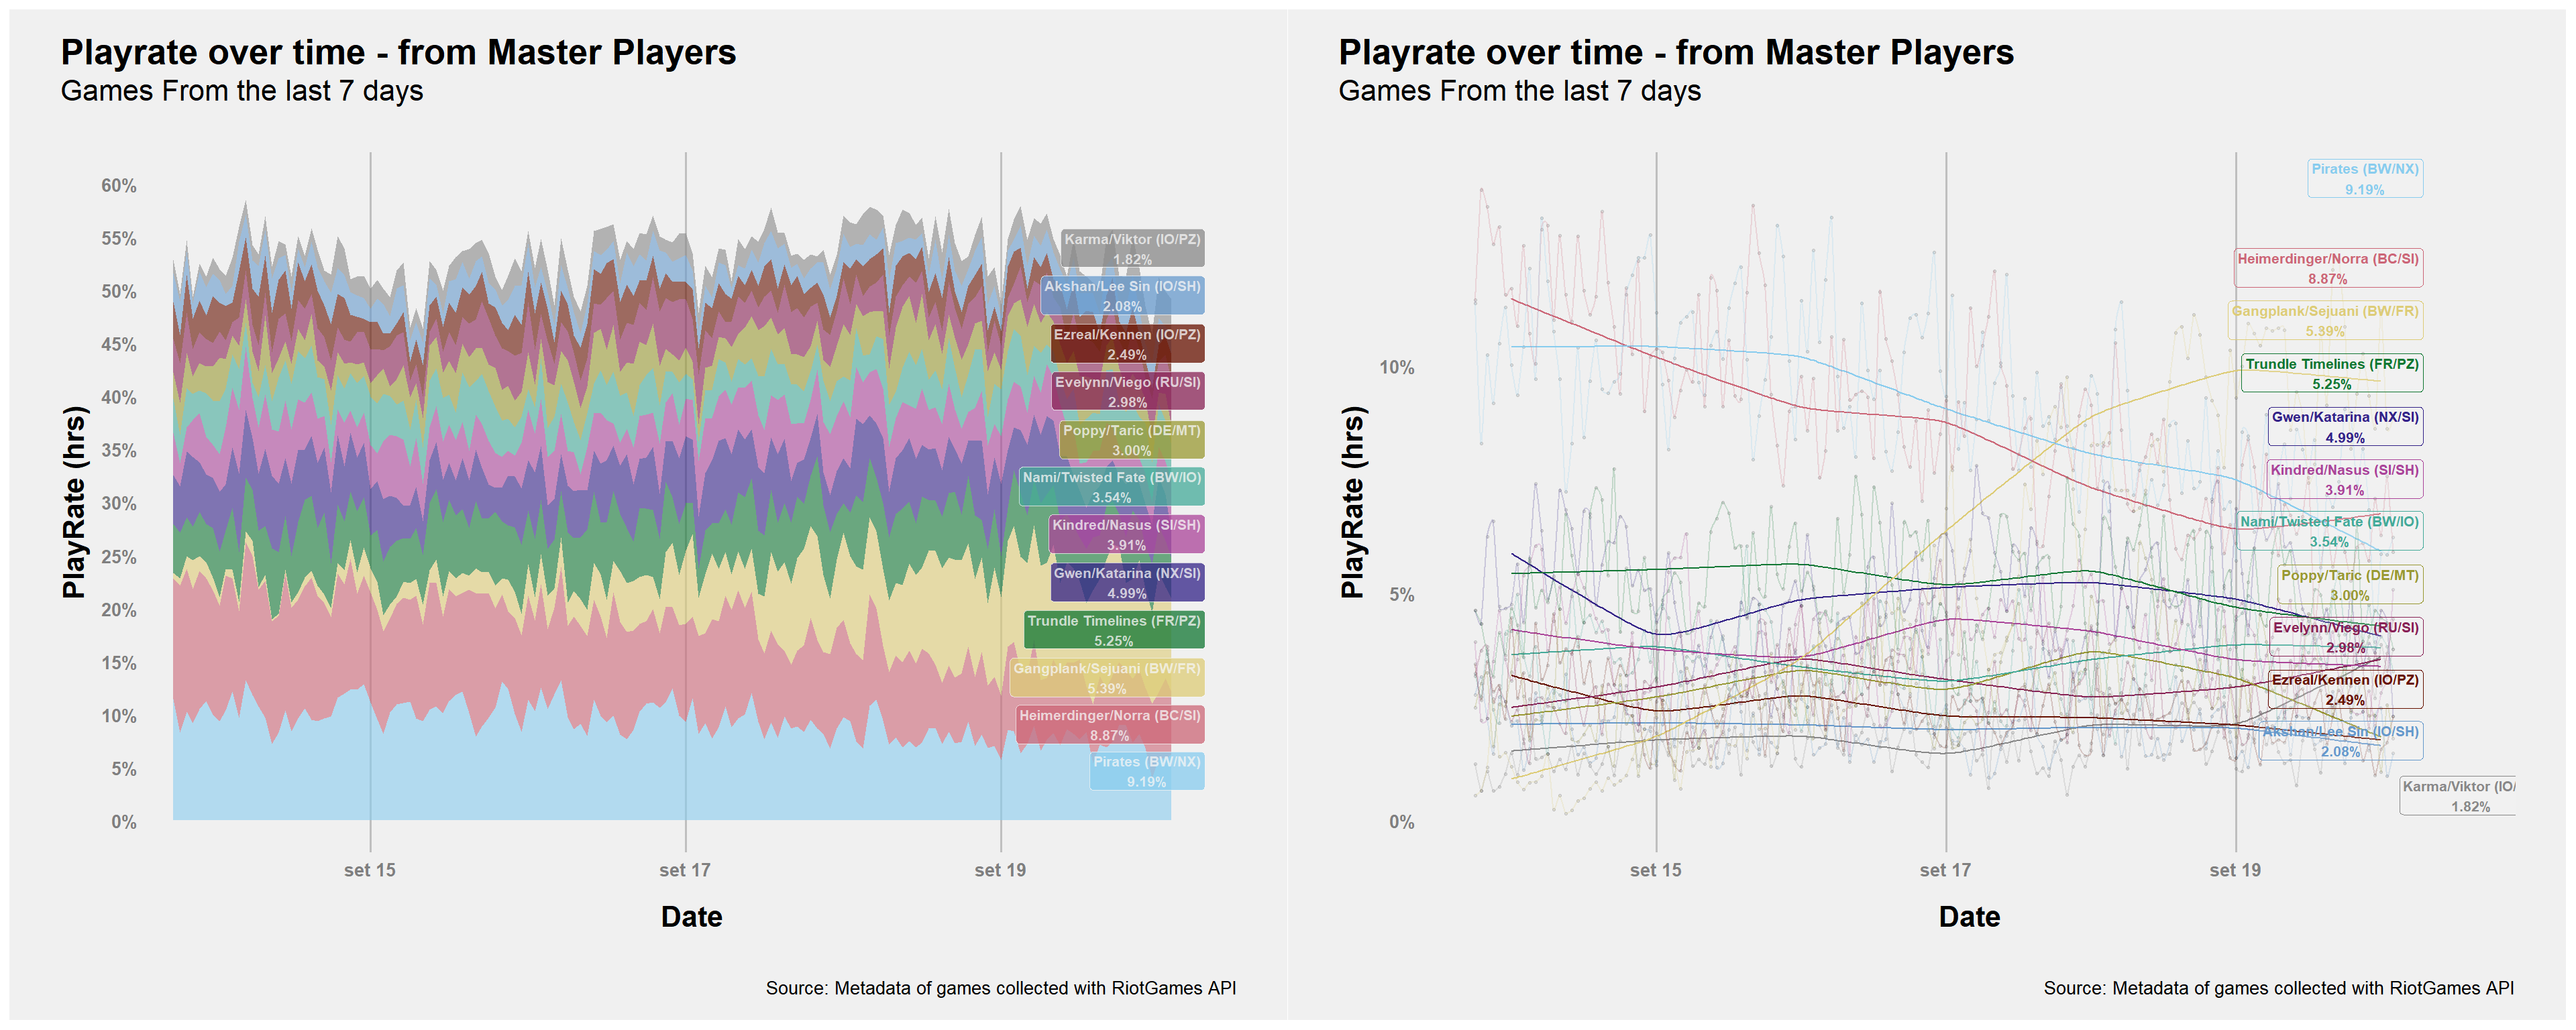 Playrate over time - from Master Players
Games From the last 7 days
60%
55%
50%
45%
40%
35%
30%
25%
20%
15%
10%
5%
0%
PlayRate (hrs)
Karma/Viktor (IO/PZ)
1.82%
Akshan/Lee Sin (IO/SH)
2.08%
Ezreal/Kennen (IO/PZ)
2.49%
Evelynn/Viego (RU/SI)
2.98%
Poppy/Taric (DE/MT)
3.00%
Nami/Twisted Fate (BW/IO)
3.54%
Kindred/Nasus (SI/SH)
3.91%
Gwen/Katarina (NX/SI)
4.99%
Trundle Timelines (FR/PZ)
5.25%
Gangplank/Sejuani (BW/FR)
5.39%
Heimerdinger/Norra (BC/SI)
8.87%
Pirates (BW/NX)
9.19%
set 15
set 17
set 19
Date
Source: Metadata of games collected with RiotGames API
Playrate over time - from Master Players
Games From the last 7 days
10%
5%
0%
PlayRate (hrs)
Pirates (BW/NX)
9.19%
Heimerdinger/Norra (BC/SI)
8.87%
Gangplank/Sejuani (BW/FR)
5.39%
Trundle Timelines (FR/PZ)
5.25%
Gwen/Katarina (NX/SI)
4.99%
Kindred/Nasus (SI/SH)
3.91%
Nami/Twisted Fate (BW/IO)
3.54%
Poppy/Taric (DE/MT)
3.00%
Evelynn/Viego (RU/SI)
2.98%
Ezreal/Kennen (IO/PZ)
2.49%
Akshan/Lee Sin (IO/SH)
2.08%
Karma/Viktor (IO/
1.82%
set 15
set 17
set 19
Date
Source: Metadata of games collected with RiotGames API